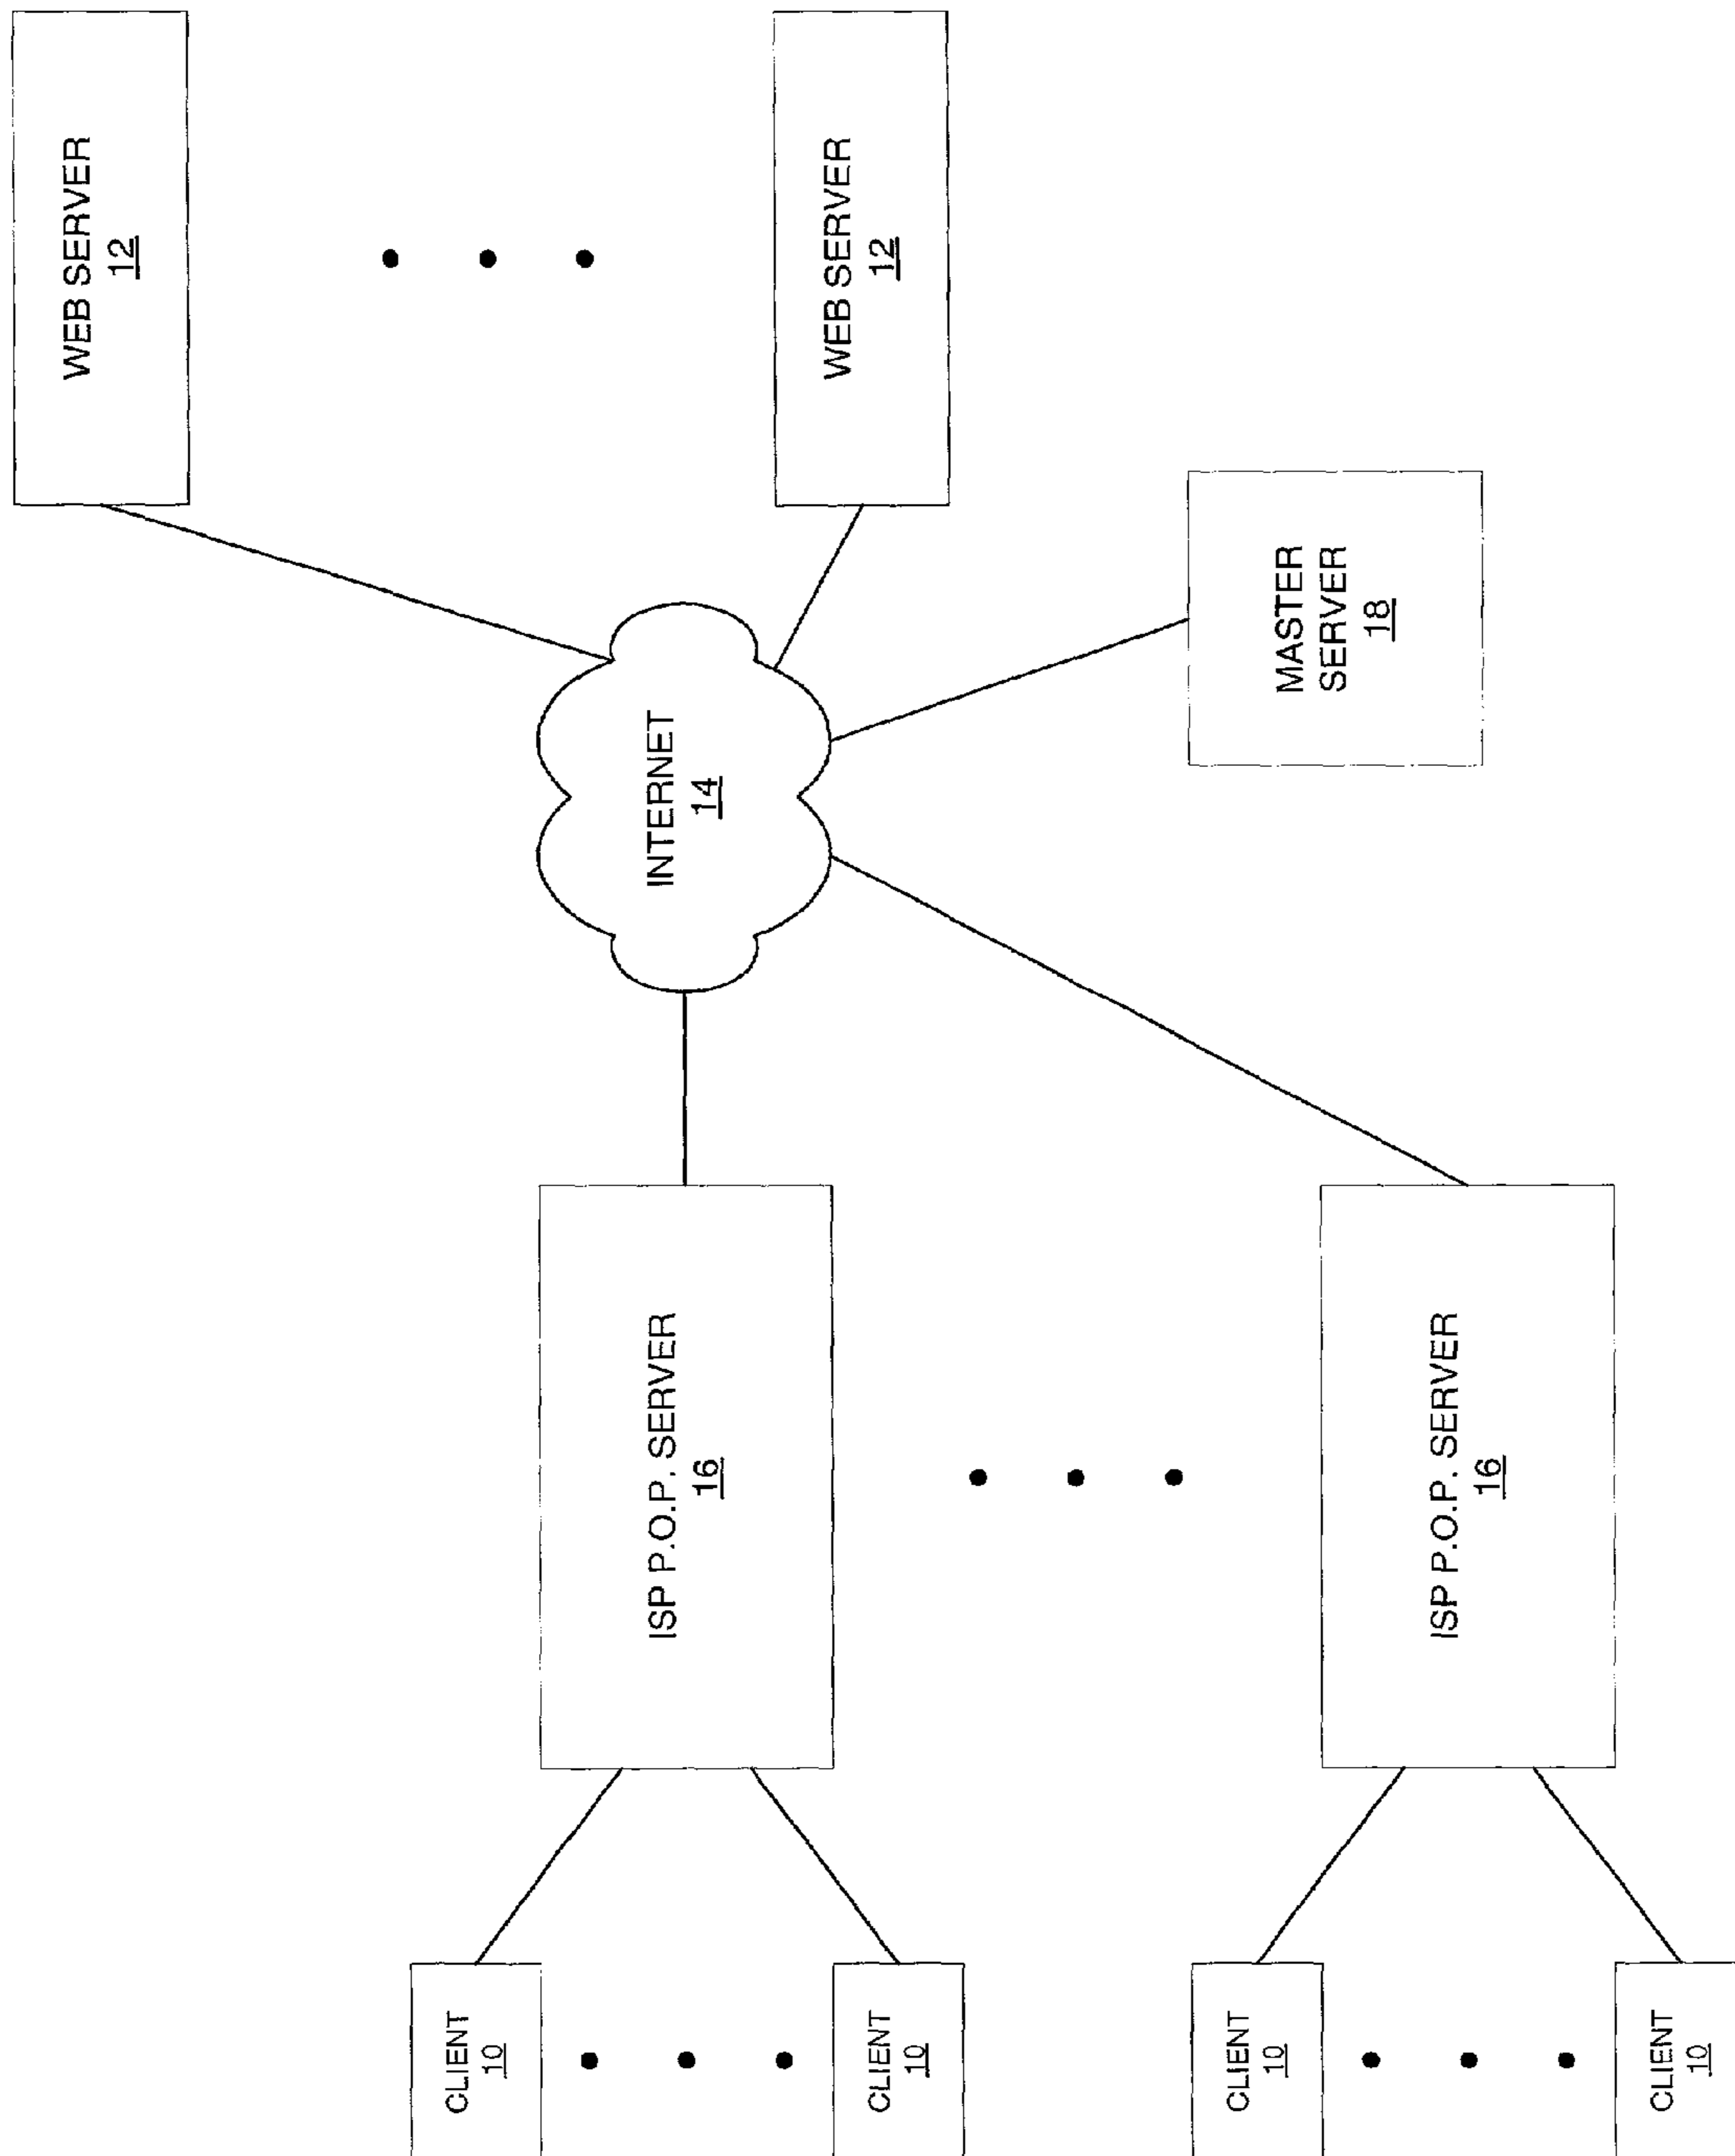 WEB SERVER
12
WEB SERVER
12
INTERNET
14
MASTER
SERVER
18
ISP P.O.P. SERVER
16
ISP P.O.P. SERVER
16
CLIENT
10
CLIENT
10
CLIENT
10
CLIENT
10